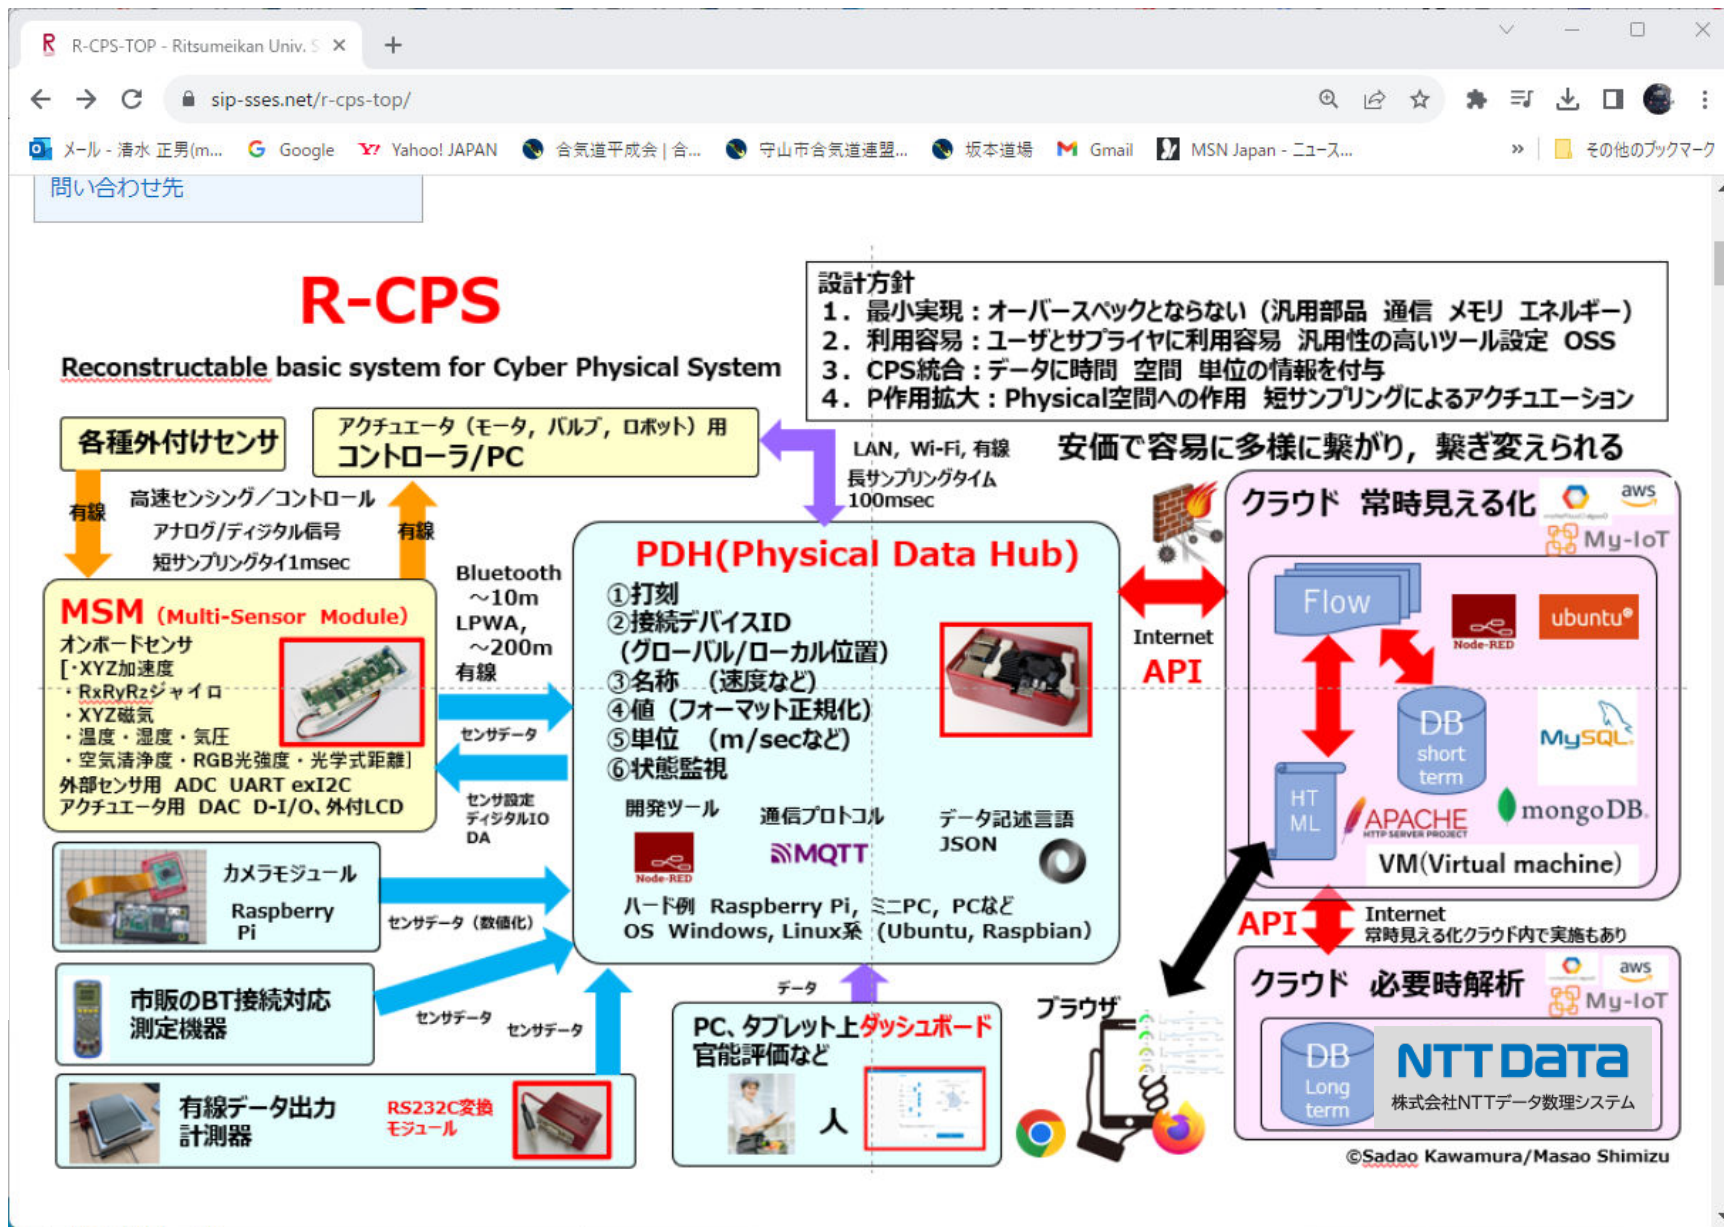 R-CPS-TOP - Ritsumeikan Univ. S
sip-sses.net/r-cps-top/
メール - 清水 正男(m...
Google
Yahoo! JAPAN
合気道平成会 | 合...
守山市合気道連盟...
坂本道場
Gmail
MSN Japan - ニュース...
»
その他のブックマーク
問い合わせ先
R-CPS
Reconstructable basic system for Cyber Physical System
設計方針
1．最小実現：オーバースペックとならない（汎用部品 通信 メモリ エネルギー）
2．利用容易：ユーザとサプライヤに利用容易 汎用性の高いツール設定 OSS
3．CPS統合：データに時間 空間 単位の情報を付与
4．P作用拡大：Physical空間への作用 短サンプリングによるアクチュエーション
安価で容易に多様に繋がり，繋ぎ変えられる
各種外付けセンサ
アクチュエータ（モータ，バルブ，ロボット）用
コントローラ/PC
LAN，Wi-Fi, 有線
長サンプリングタイム
100msec
有線
高速センシング／コントロール
アナログ/ディジタル信号
短サンプリングタイ1msec
有線
MSM（Multi-Sensor Module）
オンボードセンサ
[・XYZ加速度
・RxRyRzジャイロ
・XYZ磁気
・温度・湿度・気圧
・空気清浄度・RGB光強度・光学式距離]
外部センサ用 ADC UART exI2C
アクチュエータ用 DAC D-I/O、外付LCD
Bluetooth
～10m
LPWA,
～200m
有線
センサデータ
センサ設定
ディジタルIO
DA
PDH(Physical Data Hub)
①打刻
②接続デバイスID
（グローバル/ローカル位置）
③名称 （速度など）
④値（フォーマット正規化）
⑤単位 （m/secなど）
⑥状態監視
開発ツール
Node-RED
通信プロトコル
MQTT
データ記述言語
JSON
ハード例 Raspberry Pi，ミニPC，PCなど
OS Windows, Linux系（Ubuntu, Raspbian）
Internet
API
クラウド 常時見える化
aws
My-IoT
Flow
Node-RED
ubuntu
DB
short
term
MySQL
HT
ML
APACHE
HTTP SERVER PROJECT
mongoDB.
VM(Virtual machine)
API
Internet
常時見える化クラウド内で実施もあり
クラウド 必要時解析
aws
My-IoT
DB
Long
term
NTT DATA
株式会社NTTデータ数理システム
カメラモジュール
Raspberry
Pi
センサデータ（数値化）
市販のBT接続対応
測定機器
センサデータ
センサデータ
有線データ出力
計測器
RS232C変換
モジュール
データ
PC、タブレット上ダッシュボード
官能評価など
人
ブラウザ
©Sadao Kawamura/Masao Shimizu